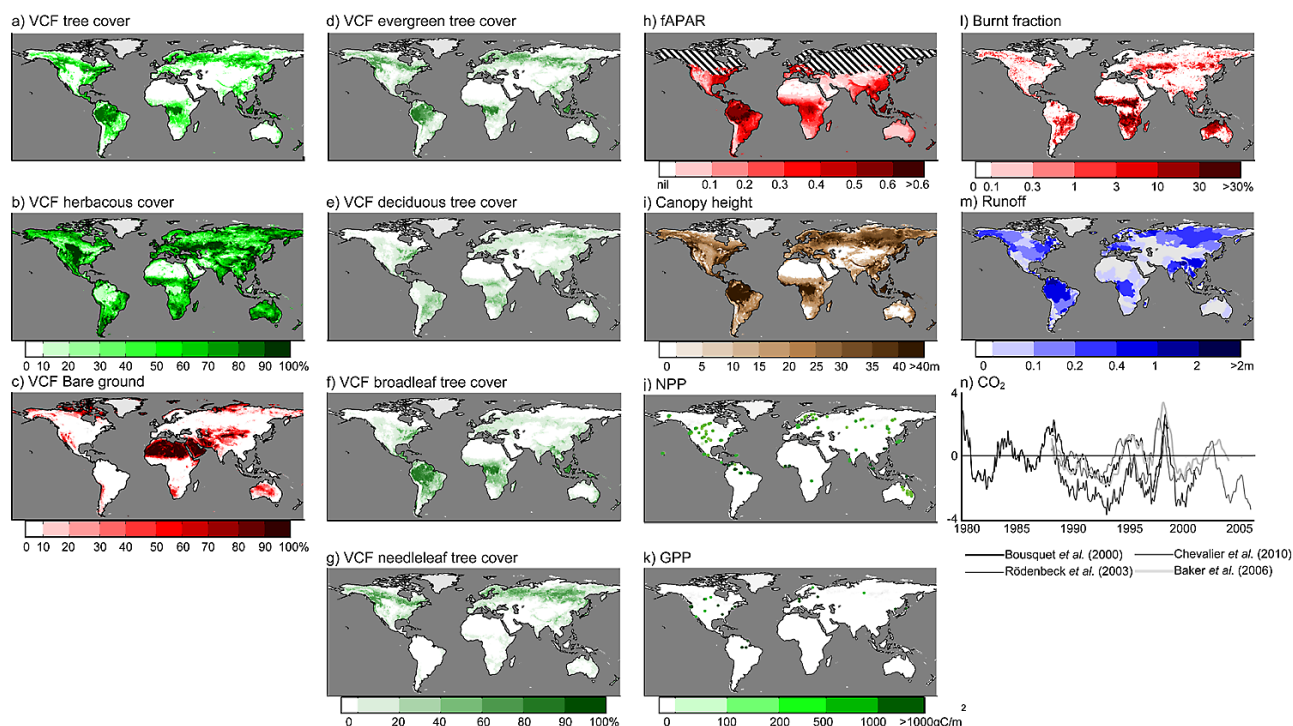 a) VCF tree cover
d) VCF evergreen tree cover
h) fAPAR
l) Burnt fraction
nil 0.1 0.2 0.3 0.4 0.5 0.6 >0.6
0 0.1 0.3 1 3 10 30 >30%
b) VCF herbacous cover
e) VCF deciduous tree cover
i) Canopy height
m) Runoff
0 10 20 30 50 60 70 80 90 100%
0 5 10 15 20 25 30 35 40 >40m
0 0.1 0.2 0.4 1 2 >2m
c) VCF Bare ground
f) VCF broadleaf tree cover
j) NPP
n) CO2
4
0
-4
0 10 20 30 50 60 70 80 90 100%
1980 1985 1990 1995 2000 2005
Bousquet et al. (2000) Chevalier et al. (2010)
Rödenbeck et al. (2003) Baker et al. (2006)
g) VCF needleleaf tree cover
k) GPP
0 20 40 60 80 90 100%
0 100 200 500 1000 >1000gC/m 2